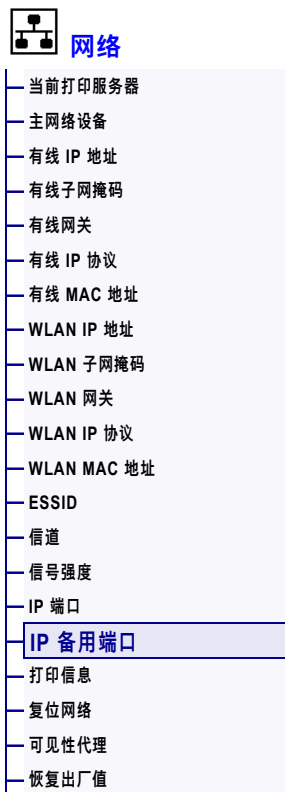 网络
当前打印服务器
主网络设备
有线 IP 地址
有线子网掩码
有线网关
有线 IP 协议
有线 MAC 地址
WLAN IP 地址
WLAN 子网掩码
WLAN 网关
WLAN IP 协议
WLAN MAC 地址
ESSID
信道
信号强度
IP 端口
IP 备用端口
打印信息
复位网络
可见性代理
恢复出厂值